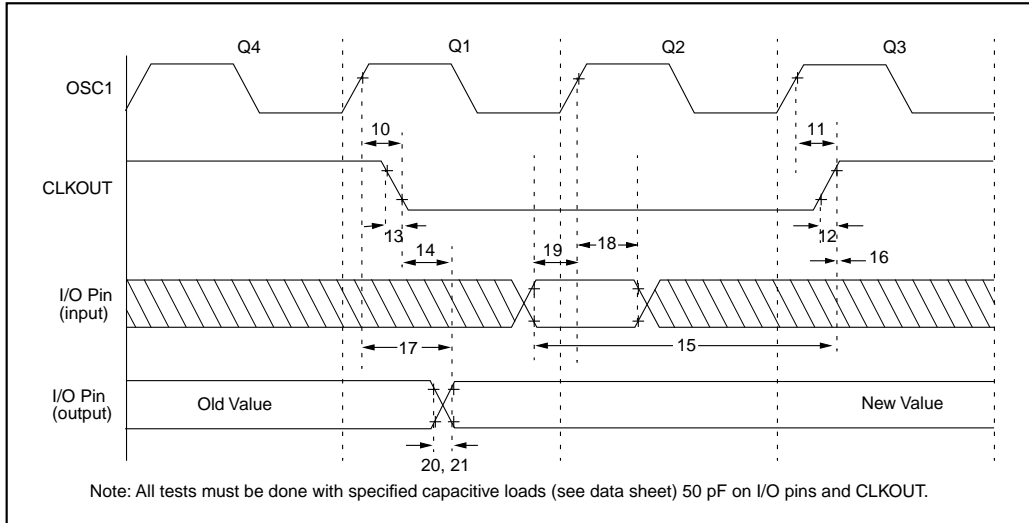 Q4 Q1 Q2 Q3
OSC1
10 11
CLKOUT
13 14 19 18 12 16
I/O Pin
(input)
17 15
I/O Pin
(output)
Old Value New Value
20, 21
Note: All tests must be done with specified capacitive loads (see data sheet) 50 pF on I/O pins and CLKOUT.